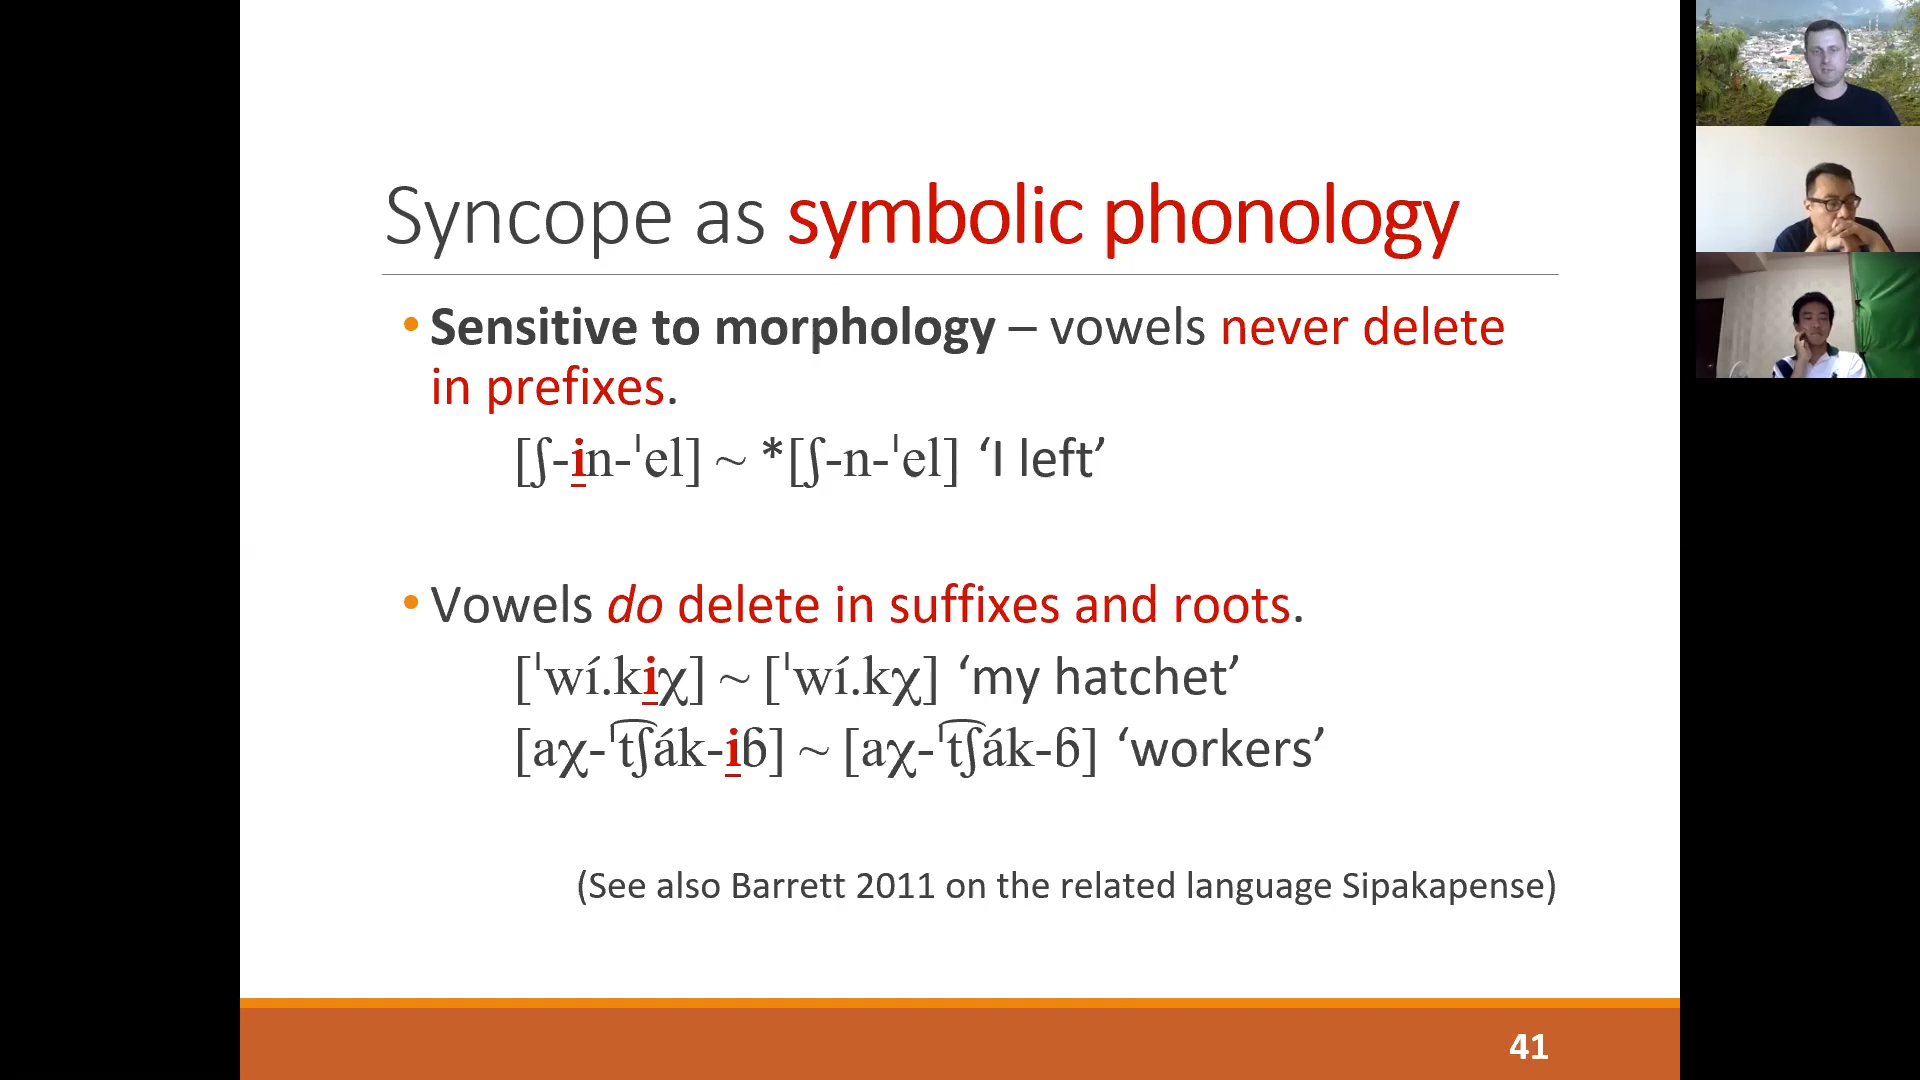 Syncope as symbolic phonology
• Sensitive to morphology – vowels never delete
in prefixes.
[ʃ-in-ˈel] ~ *[ʃ-n-ˈel] ‘I left’
• Vowels do delete in suffixes and roots.
[ˈwí.kiχ] ~ [ˈwí.kχ] ‘my hatchet’
[aχ-ˈt͡ʃák-iɓ] ~ [aχ-ˈt͡ʃák-ɓ] ‘workers’
(See also Barrett 2011 on the related language Sipakapense)
41